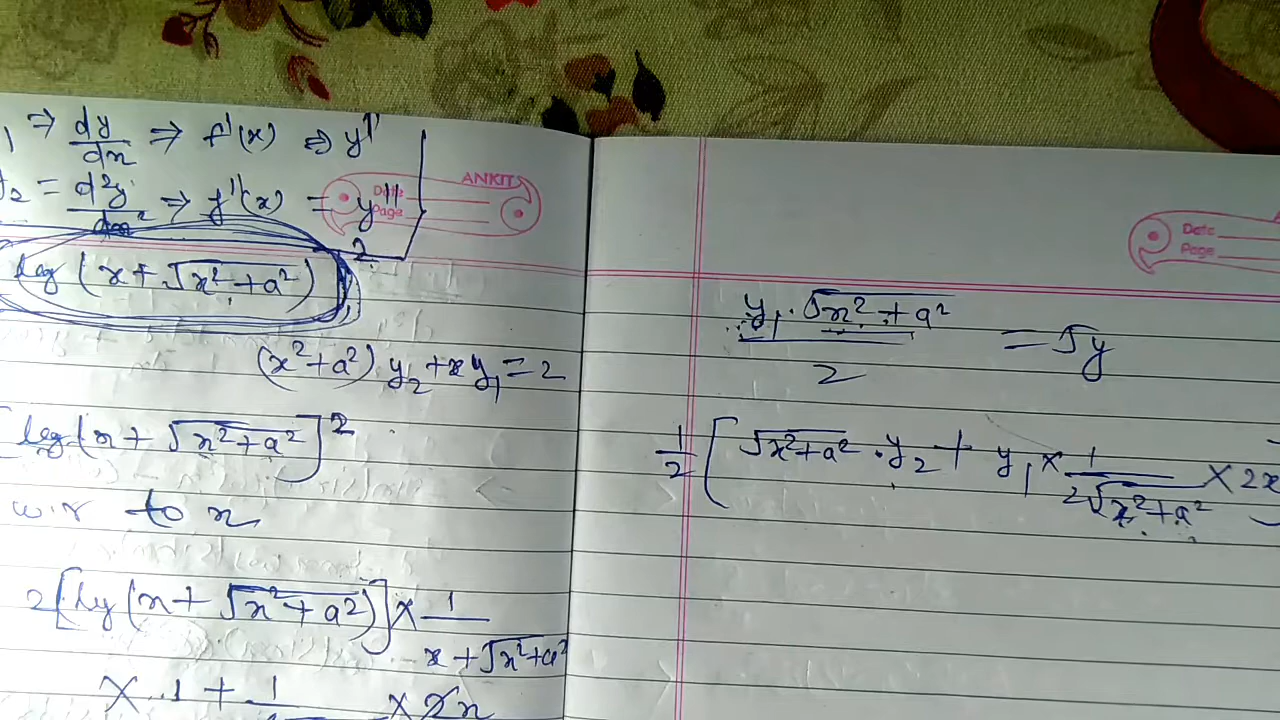 1 ⇒ dy/dx ⇒ f'(x) ⇒ y'
2 = d²y/dx² ⇒ f''(x) = y''
ANKIT
Date
Page
log (x + √x²+a²) 2
(x²+a²) y₂ + x y₁ = 2
[log(x + √x²+a²]²
w.r to x
2[log (x + √x²+a²)] × 1/x+√x²+a²
× 1 + 1 × 2x
Date
Page
y₁.√x²+a² / 2 = √y
1/2 [√x²+a² . y₂ + y₁ × 1/2√x²+a² × 2x